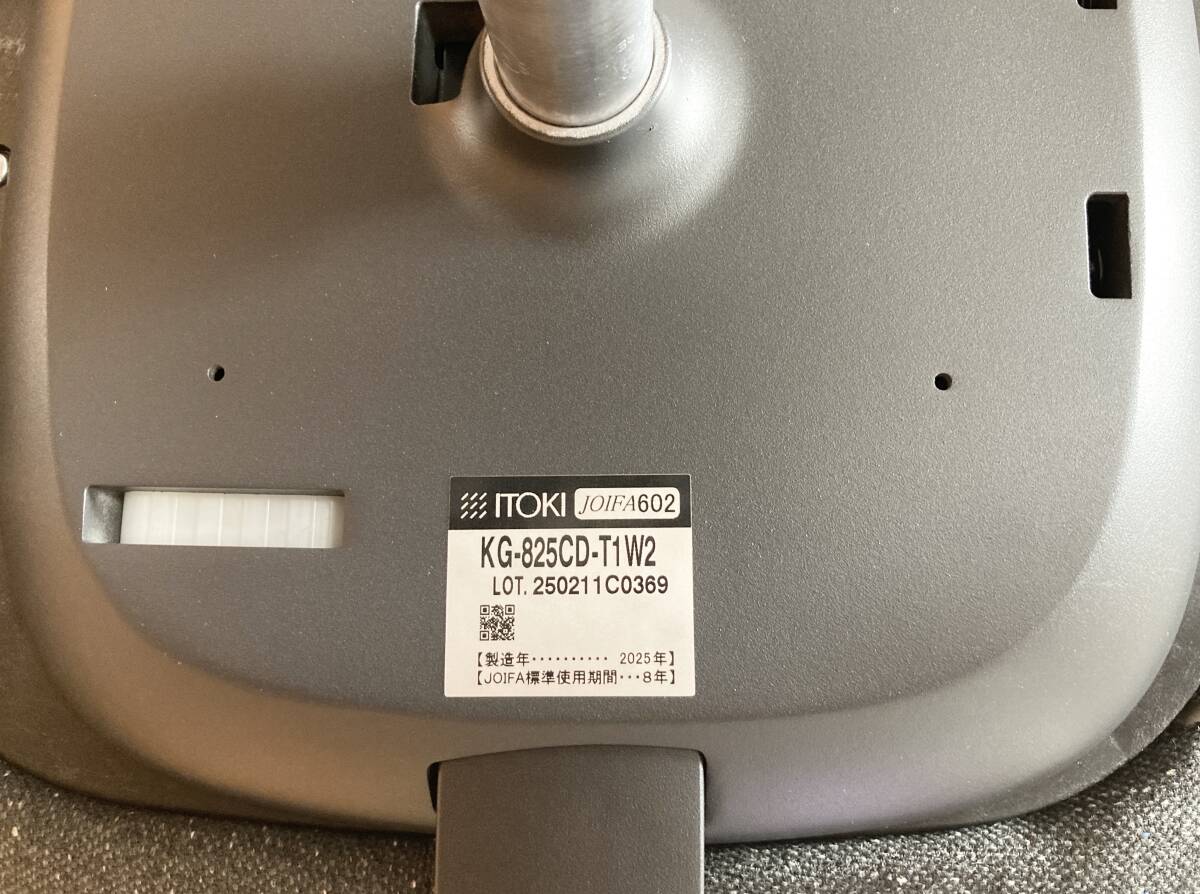 ITOKI JOIFA602
KG-825CD-T1W2
LOT. 250211C0369
【製造年・・・・・・・・・・ 2025年】
【JOIFA標準使用期間・・・8年】